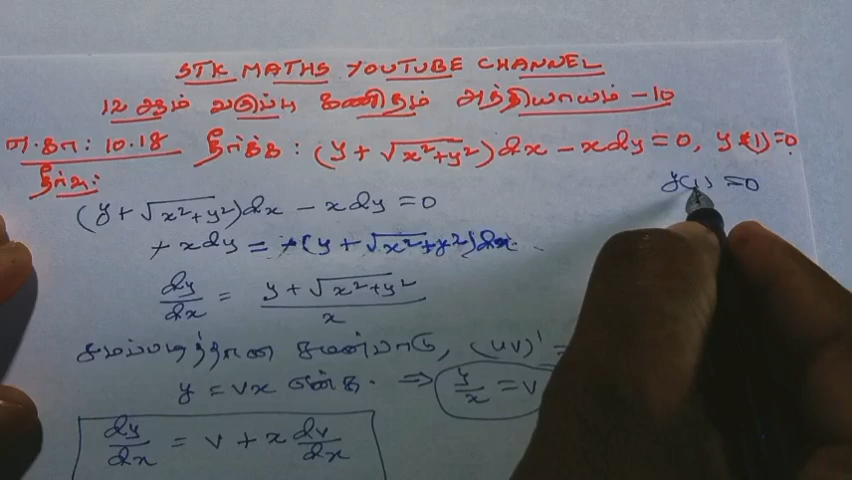 STK MATHS YOUTUBE CHANNEL
12 ஆம் வகுப்பு கணிதம் அத்தியாயம் - 10
எ.கா: 10.18 தீர்க்க: (y + √x²+y²)dx - xdy = 0, y(1) = 0
தீர்வு:
y(1) = 0
(y + √x²+y²)dx - xdy = 0
+ xdy = +(y + √x²+y²)dx.
dy/dx = y + √x²+y² / x
சமப்படித்தான சமன்பாடு, (uv)' =
y = vx என்க. ⇒ y/x = v
dy/dx = v + x dv/dx